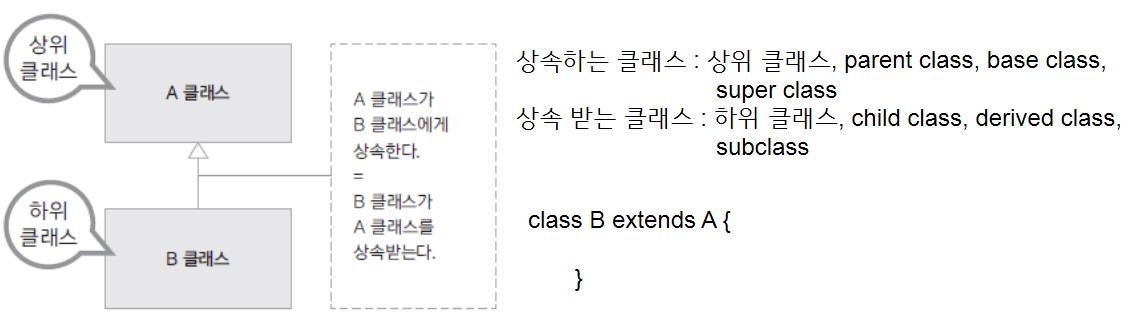 상위
클래스
A 클래스
하위
클래스
B 클래스
A 클래스가
B 클래스에게
상속한다.
=
B 클래스가
A 클래스를
상속받는다.
상속하는 클래스 : 상위 클래스, parent class, base class,
super class
상속 받는 클래스 : 하위 클래스, child class, derived class,
subclass
class B extends A {
}